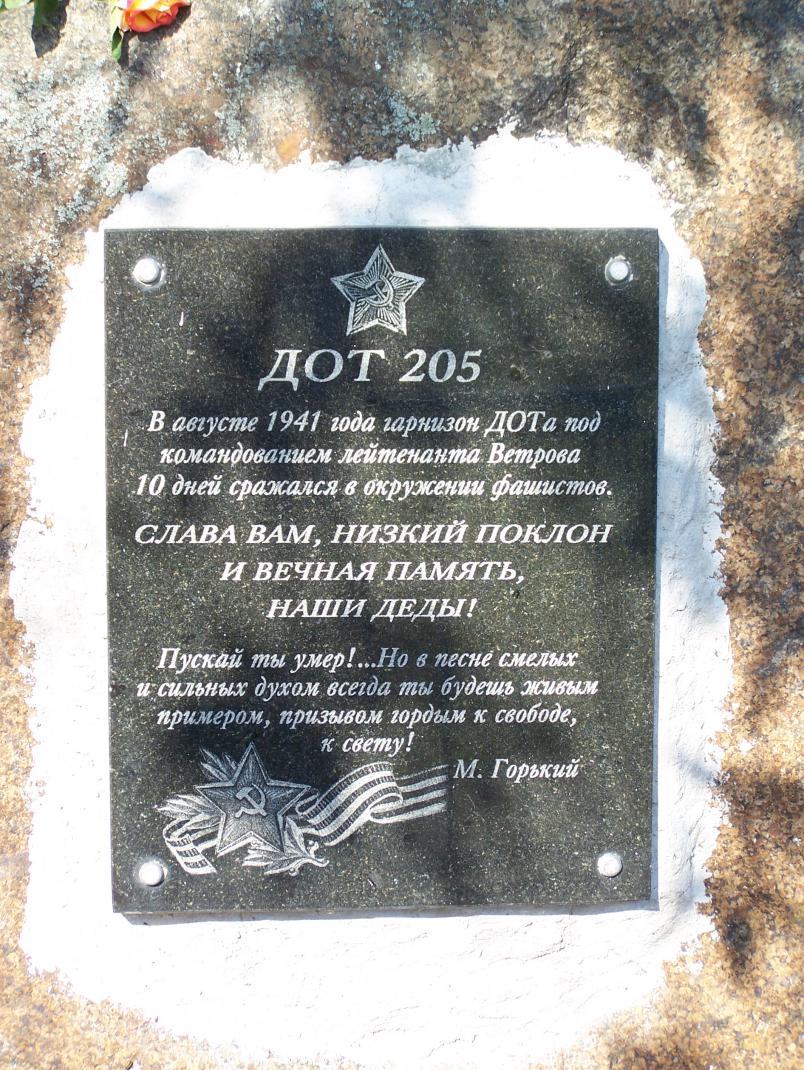 ДОТ 205
В августе 1941 года гарнизон ДОТа под
командованием лейтенанта Ветрова
10 дней сражался в окружении фашистов.
СЛАВА ВАМ, НИЗКИЙ ПОКЛОН
И ВЕЧНАЯ ПАМЯТЬ,
НАШИ ДЕДЫ!
Пускай ты умер!...Но в песне смелых
и сильных духом всегда ты будешь живым
примером, призывом гордым к свободе,
к свету!
М. Горький